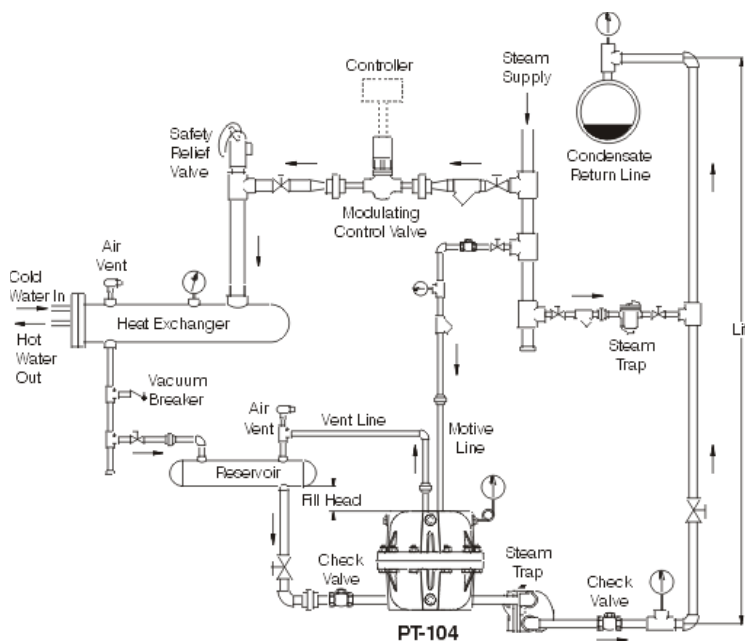 Steam
Supply
Controller
Safety
Relief
Valve
Condensate
Return Line
Modulating
Control Valve
Air
Vent
Cold
Water In
Heat Exchanger
Hot
Water
Out
Steam
Trap
Vacuum
Breaker
Air
Vent
Vent Line
Motive
Line
Reservoir
Fill Head
Check
Valve
Steam
Trap
Check
Valve
PT-104